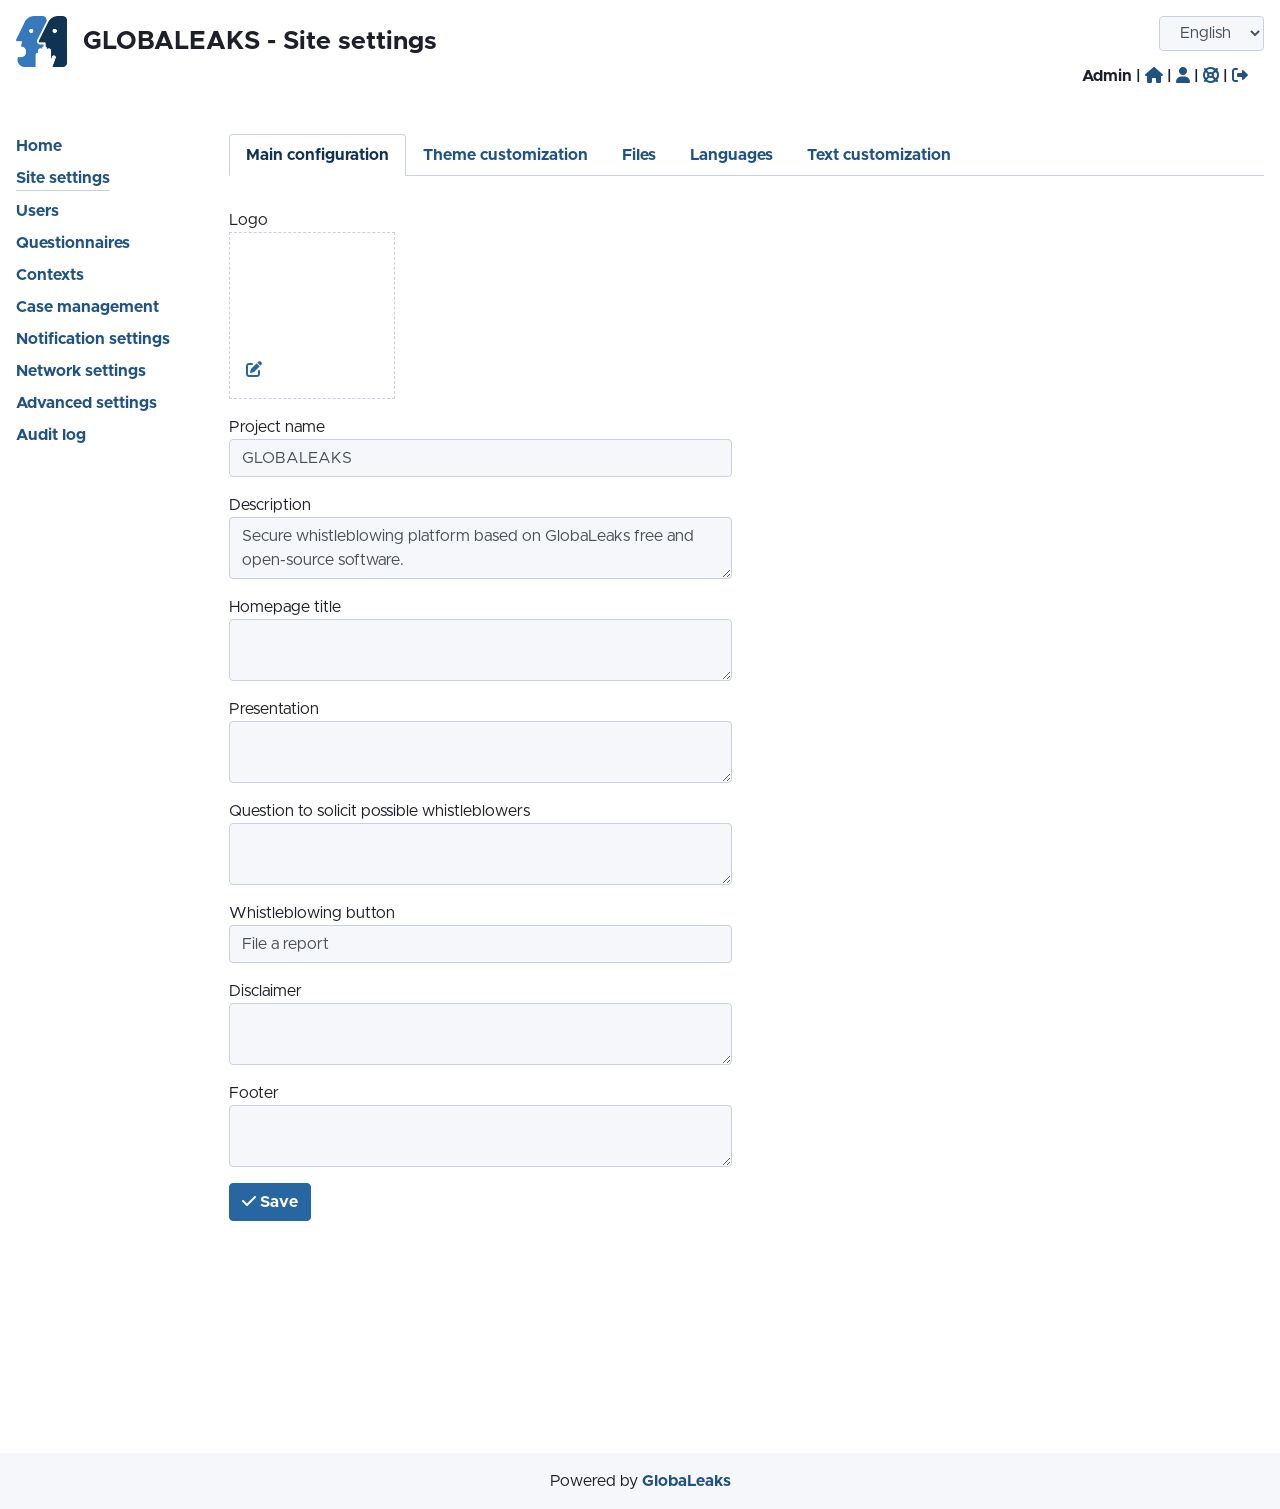 GLOBALEAKS - Site settings
English
Admin | | | |
Home
Site settings
Users
Questionnaires
Contexts
Case management
Notification settings
Network settings
Advanced settings
Audit log
Main configuration Theme customization Files Languages Text customization
Logo
Project name
GLOBALEAKS
Description
Secure whistleblowing platform based on GlobaLeaks free and
open-source software.
Homepage title
Presentation
Question to solicit possible whistleblowers
Whistleblowing button
File a report
Disclaimer
Footer
Save
Powered by GlobaLeaks